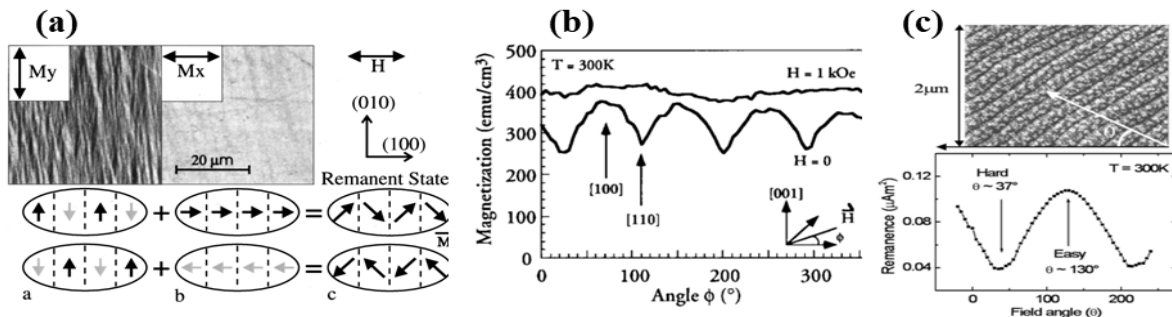 (a)
My
Mx
H
(010)
(100)
20 μm
Remanent State
M
a
b
c
(b)
Magnetization (emu/cm3)
500
400
300
200
100
0
T = 300K
H = 1 kOe
H = 0
[100]
[110]
[001]
H
ϕ
0
100
200
300
Angle ϕ (°)
(c)
2μm
θ
Remanence (μAm²)
0.12
0.08
0.04
T = 300K
Hard
θ ~ 37°
Easy
θ ~ 130°
0
100
200
Field angle (θ)